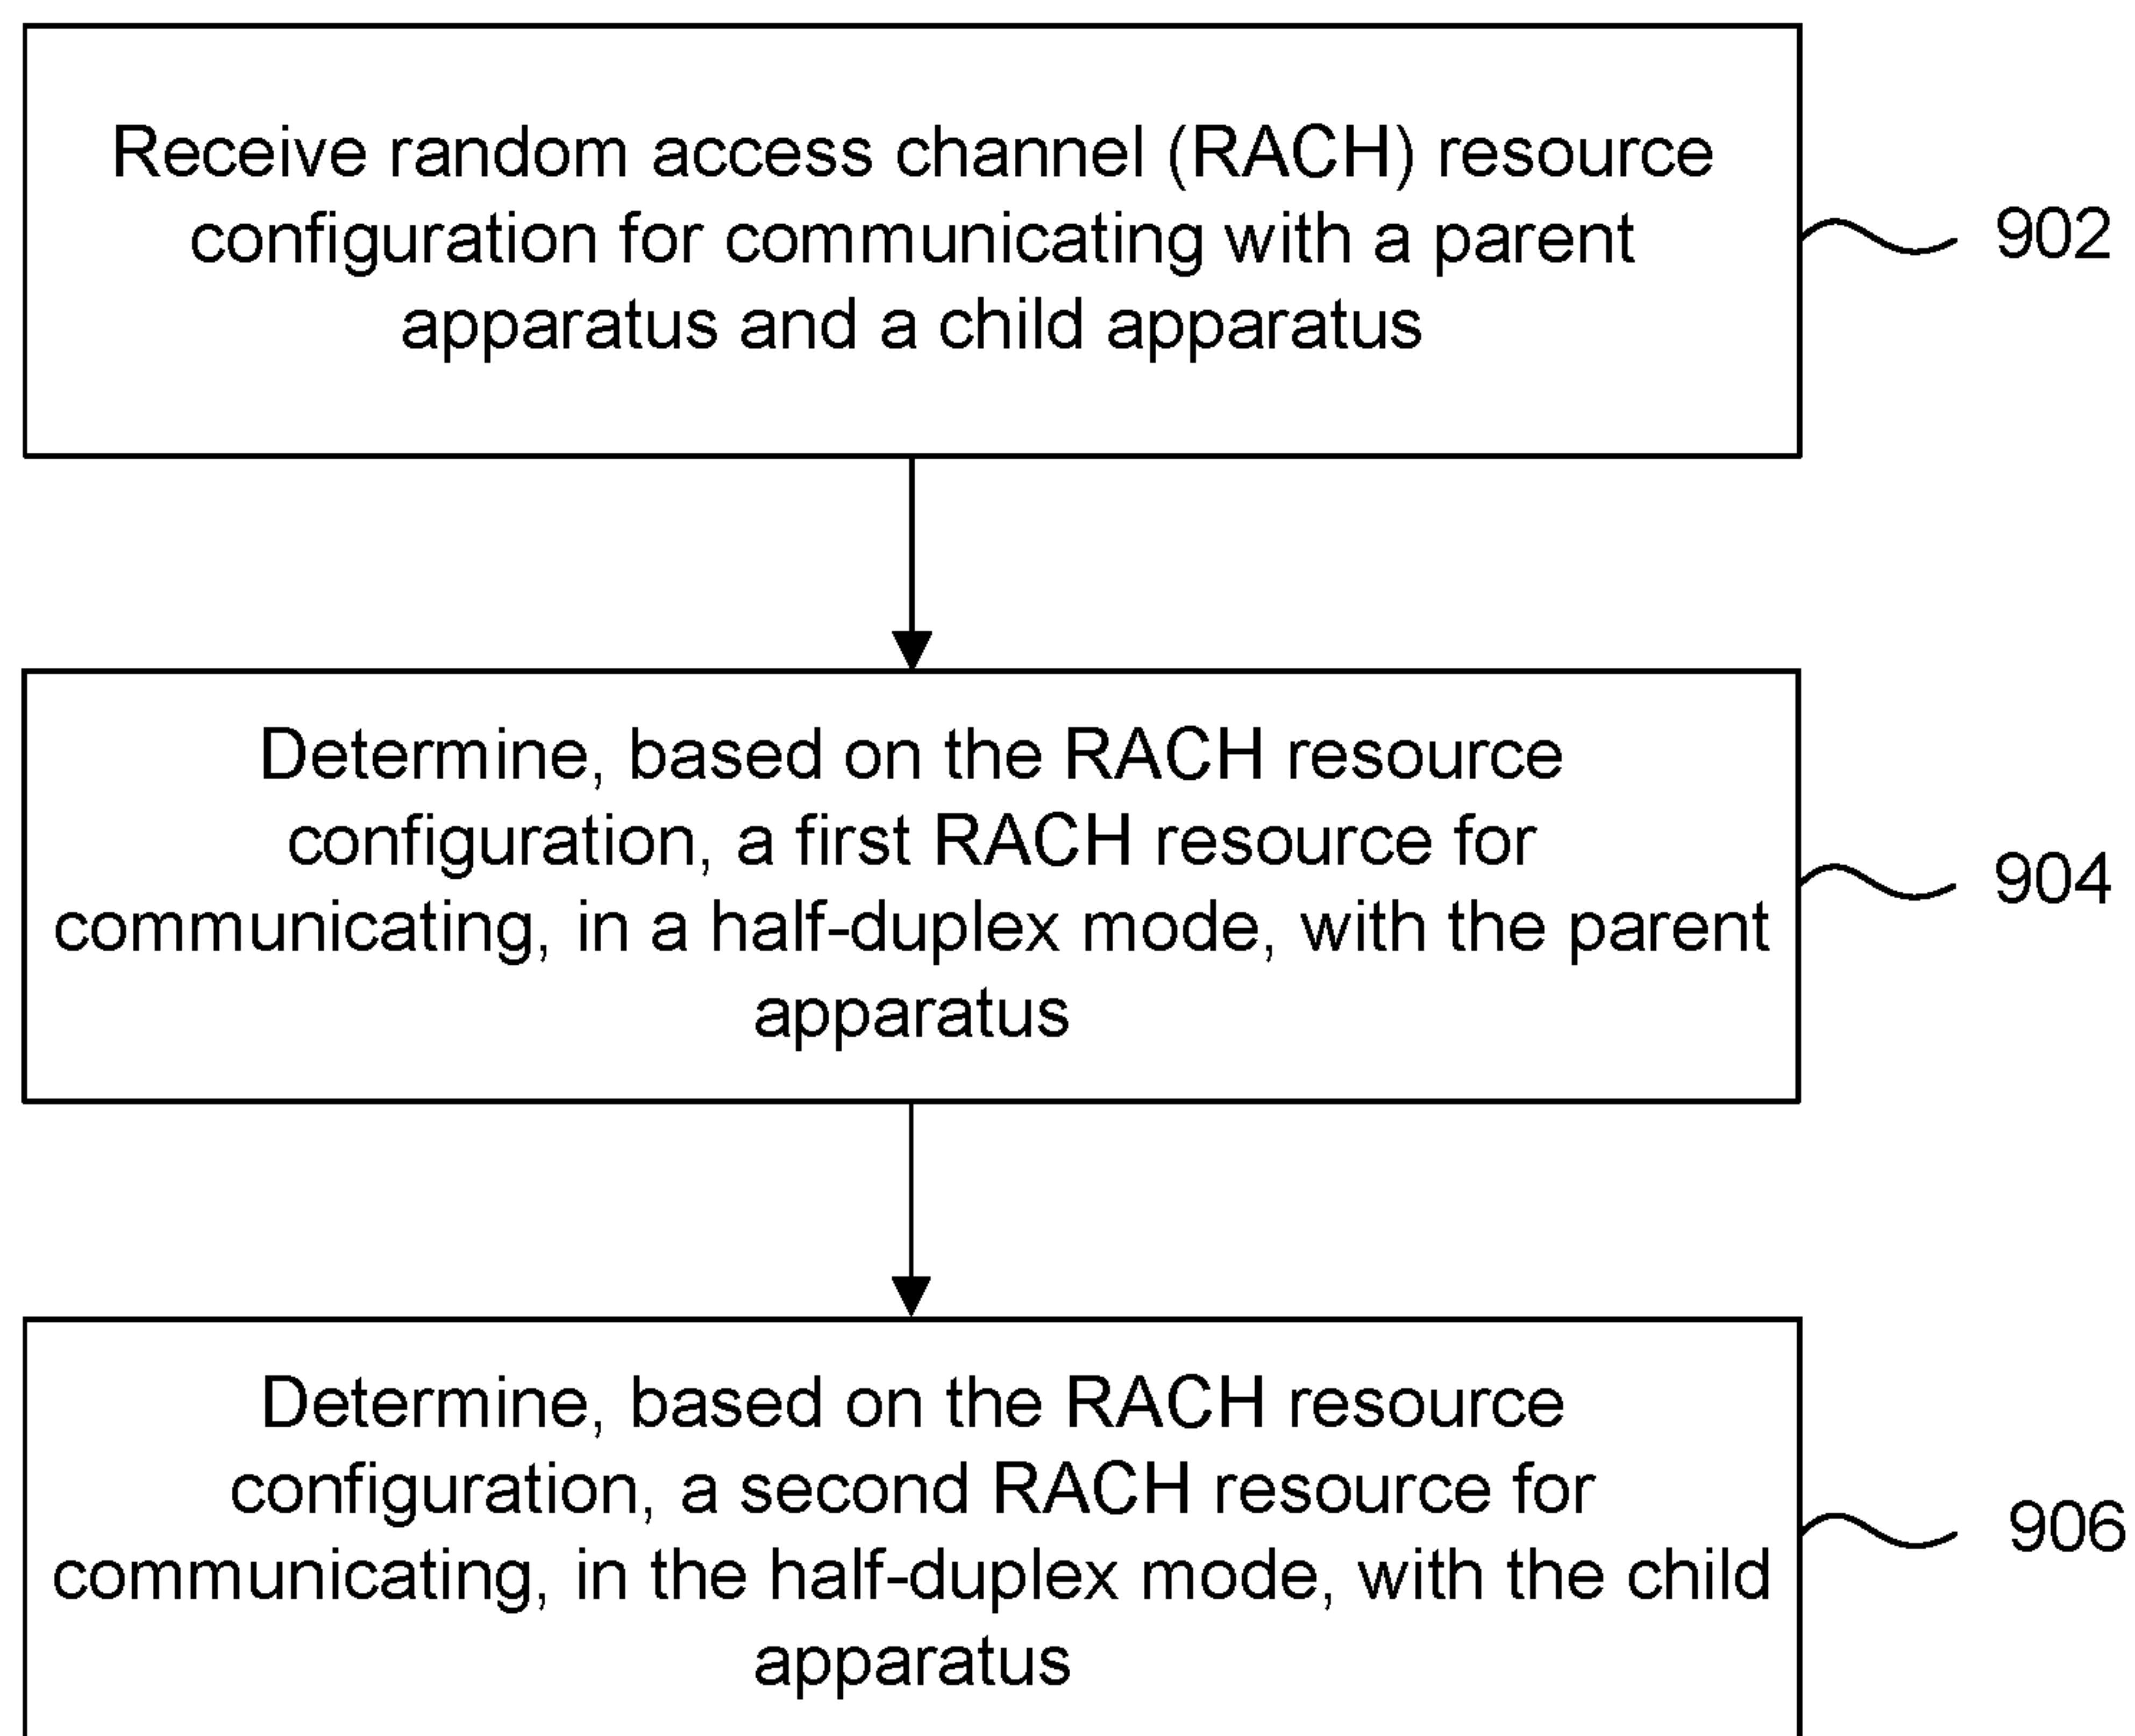 Receive random access channel (RACH) resource
configuration for communicating with a parent
apparatus and a child apparatus
902
Determine, based on the RACH resource
configuration, a first RACH resource for
communicating, in a half-duplex mode, with the parent
apparatus
904
Determine, based on the RACH resource
configuration, a second RACH resource for
communicating, in the half-duplex mode, with the child
apparatus
906